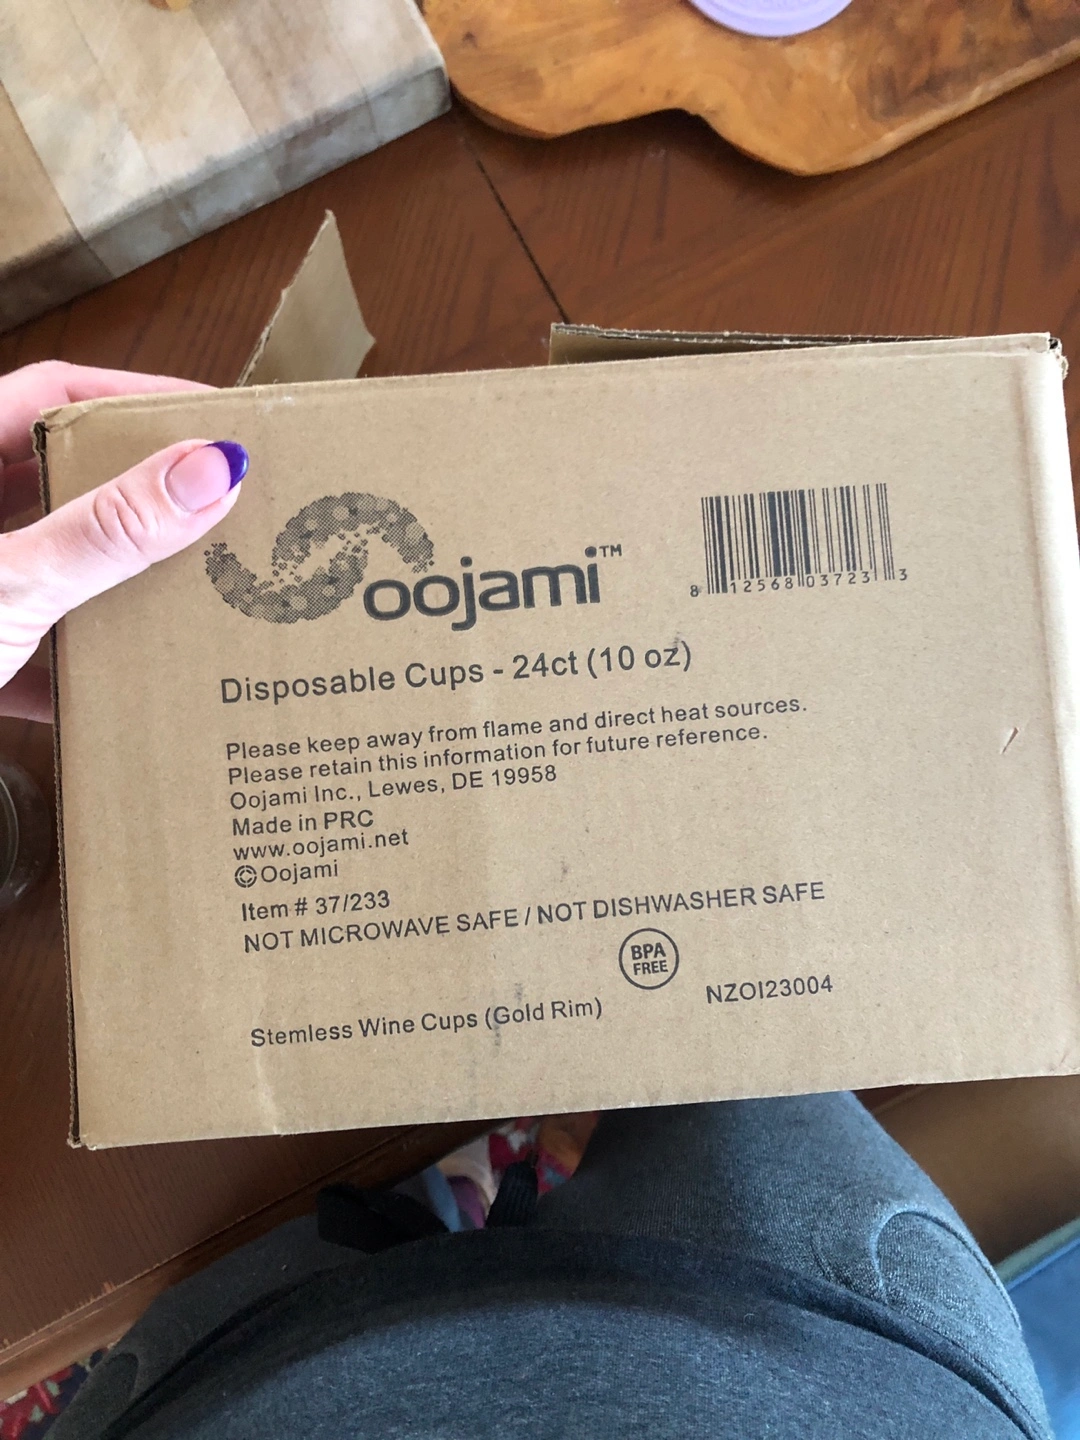 oojami™
8 12568 03723 3
Disposable Cups - 24ct (10 oz)
Please keep away from flame and direct heat sources.
Please retain this information for future reference.
Oojami Inc., Lewes, DE 19958
Made in PRC
www.oojami.net
©Oojami
Item # 37/233
NOT MICROWAVE SAFE / NOT DISHWASHER SAFE
BPA
FREE
Stemless Wine Cups (Gold Rim)
NZOI23004